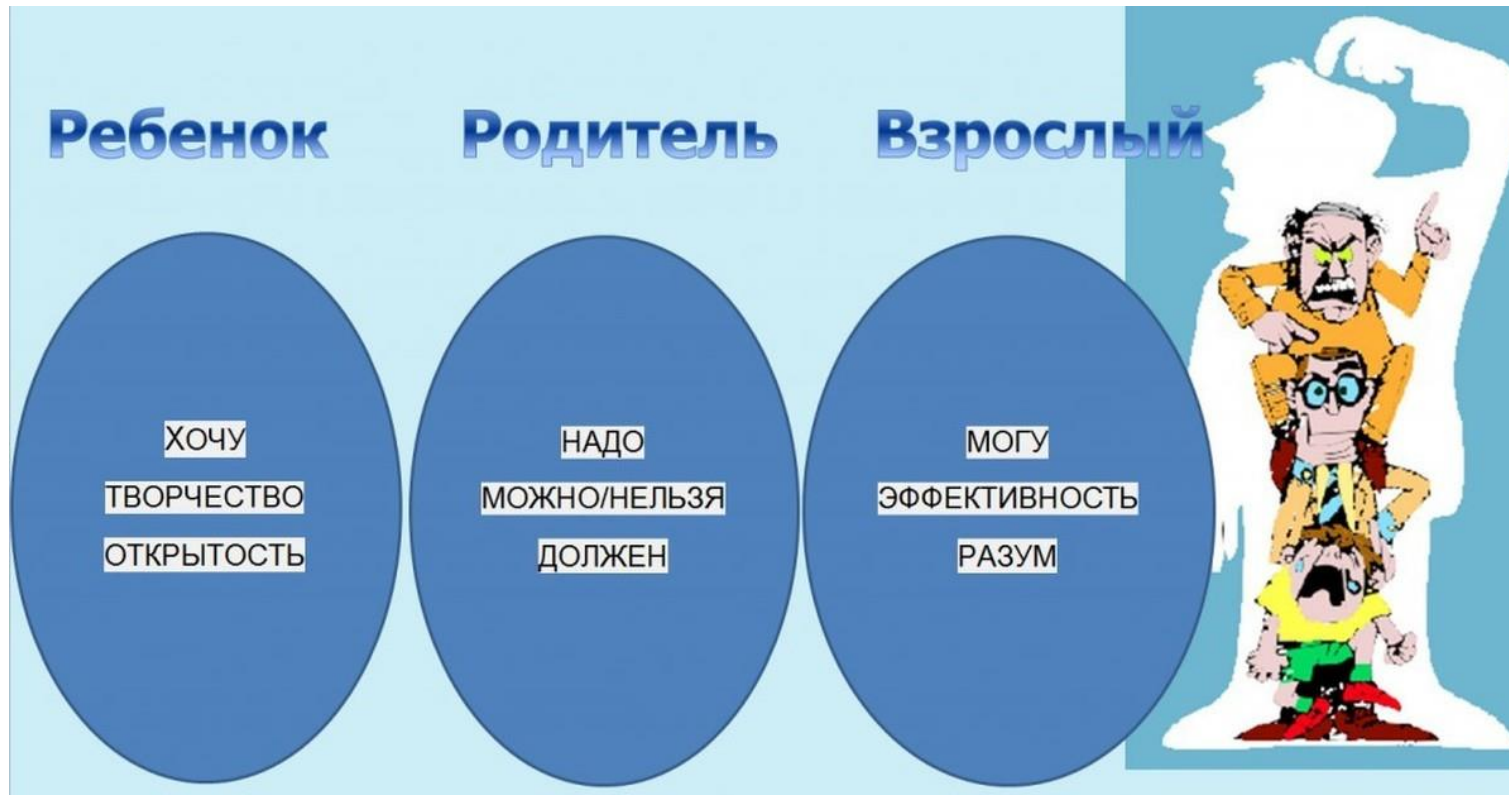 Ребенок
Родитель
Взрослый
ХОЧУ
ТВОРЧЕСТВО
ОТКРЫТОСТЬ
НАДО
МОЖНО/НЕЛЬЗЯ
ДОЛЖЕН
МОГУ
ЭФФЕКТИВНОСТЬ
РАЗУМ